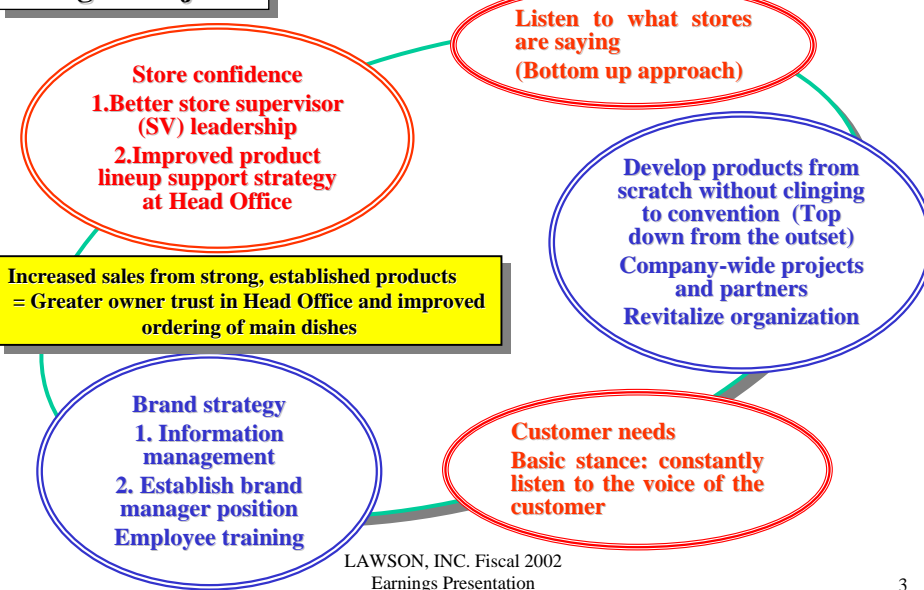 Listen to what stores
are saying
(Bottom up approach)
Store confidence
1.Better store supervisor
(SV) leadership
2.Improved product
lineup support strategy
at Head Office
Develop products from
scratch without clinging
to convention (Top
down from the outset)
Company-wide projects
and partners
Revitalize organization
Increased sales from strong, established products
= Greater owner trust in Head Office and improved
ordering of main dishes
Brand strategy
1. Information
management
2. Establish brand
manager position
Employee training
Customer needs
Basic stance: constantly
listen to the voice of the
customer
LAWSON, INC. Fiscal 2002
Earnings Presentation
3